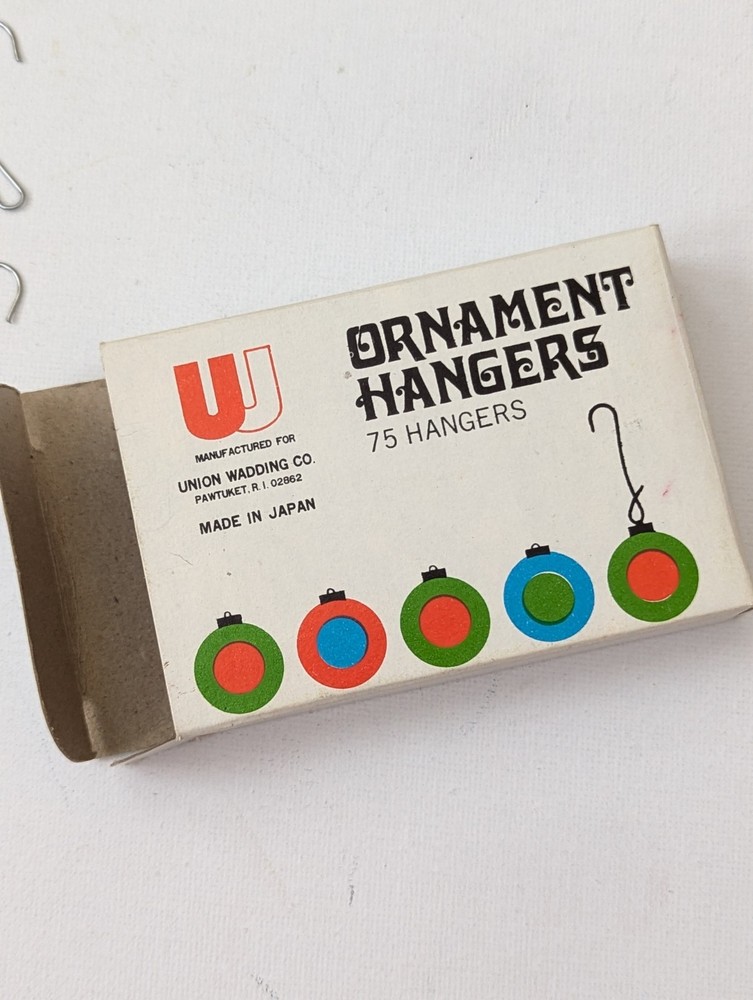 UW
MANUFACTURED FOR
UNION WADDING CO.
PAWTUKET, R.I. 02862
MADE IN JAPAN
ORNAMENT
HANGERS
75 HANGERS